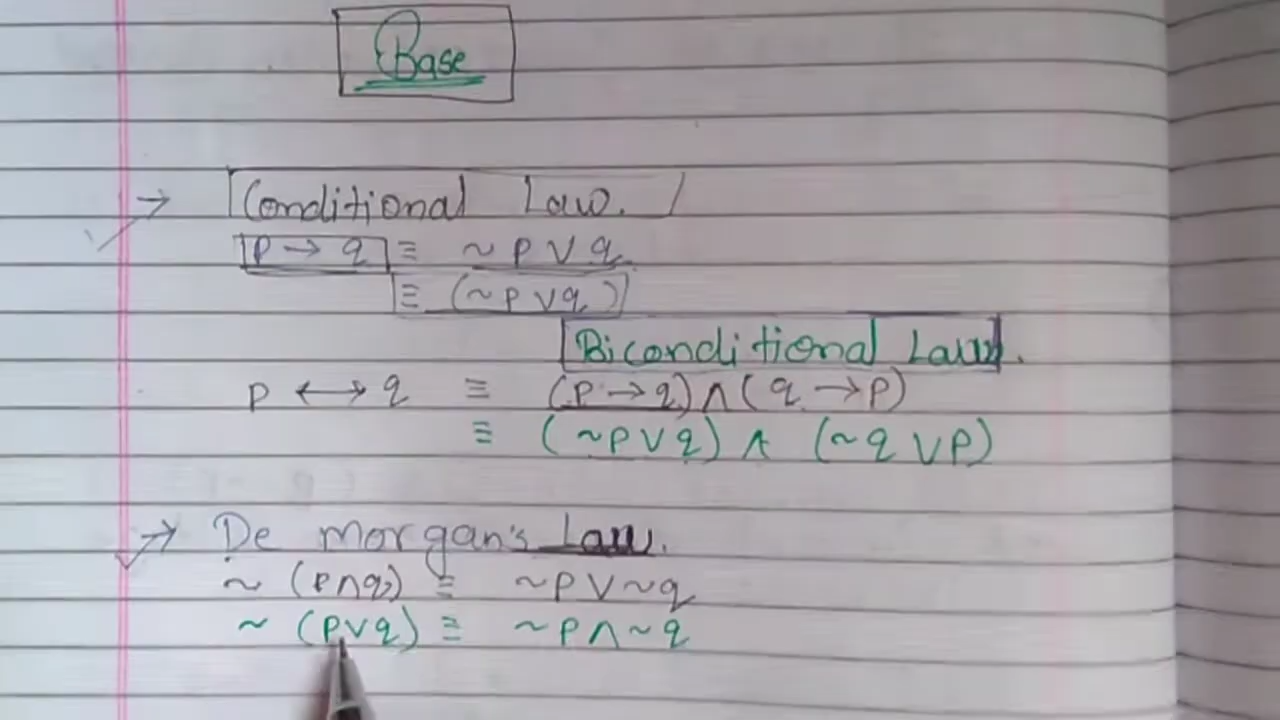 Base
→ Conditional Law.
p → q ≡ ~ p ∨ q.
≡ (~p ∨ q)
Biconditional Law.
p ↔ q ≡ (p → q) ∧ (q → p)
≡ (~p ∨ q) ∧ (~q ∨ p)
→ De morgan's Law.
~ (p ∧ q) ≡ ~p ∨ ~q
~ (p ∨ q) ≡ ~p ∧ ~q